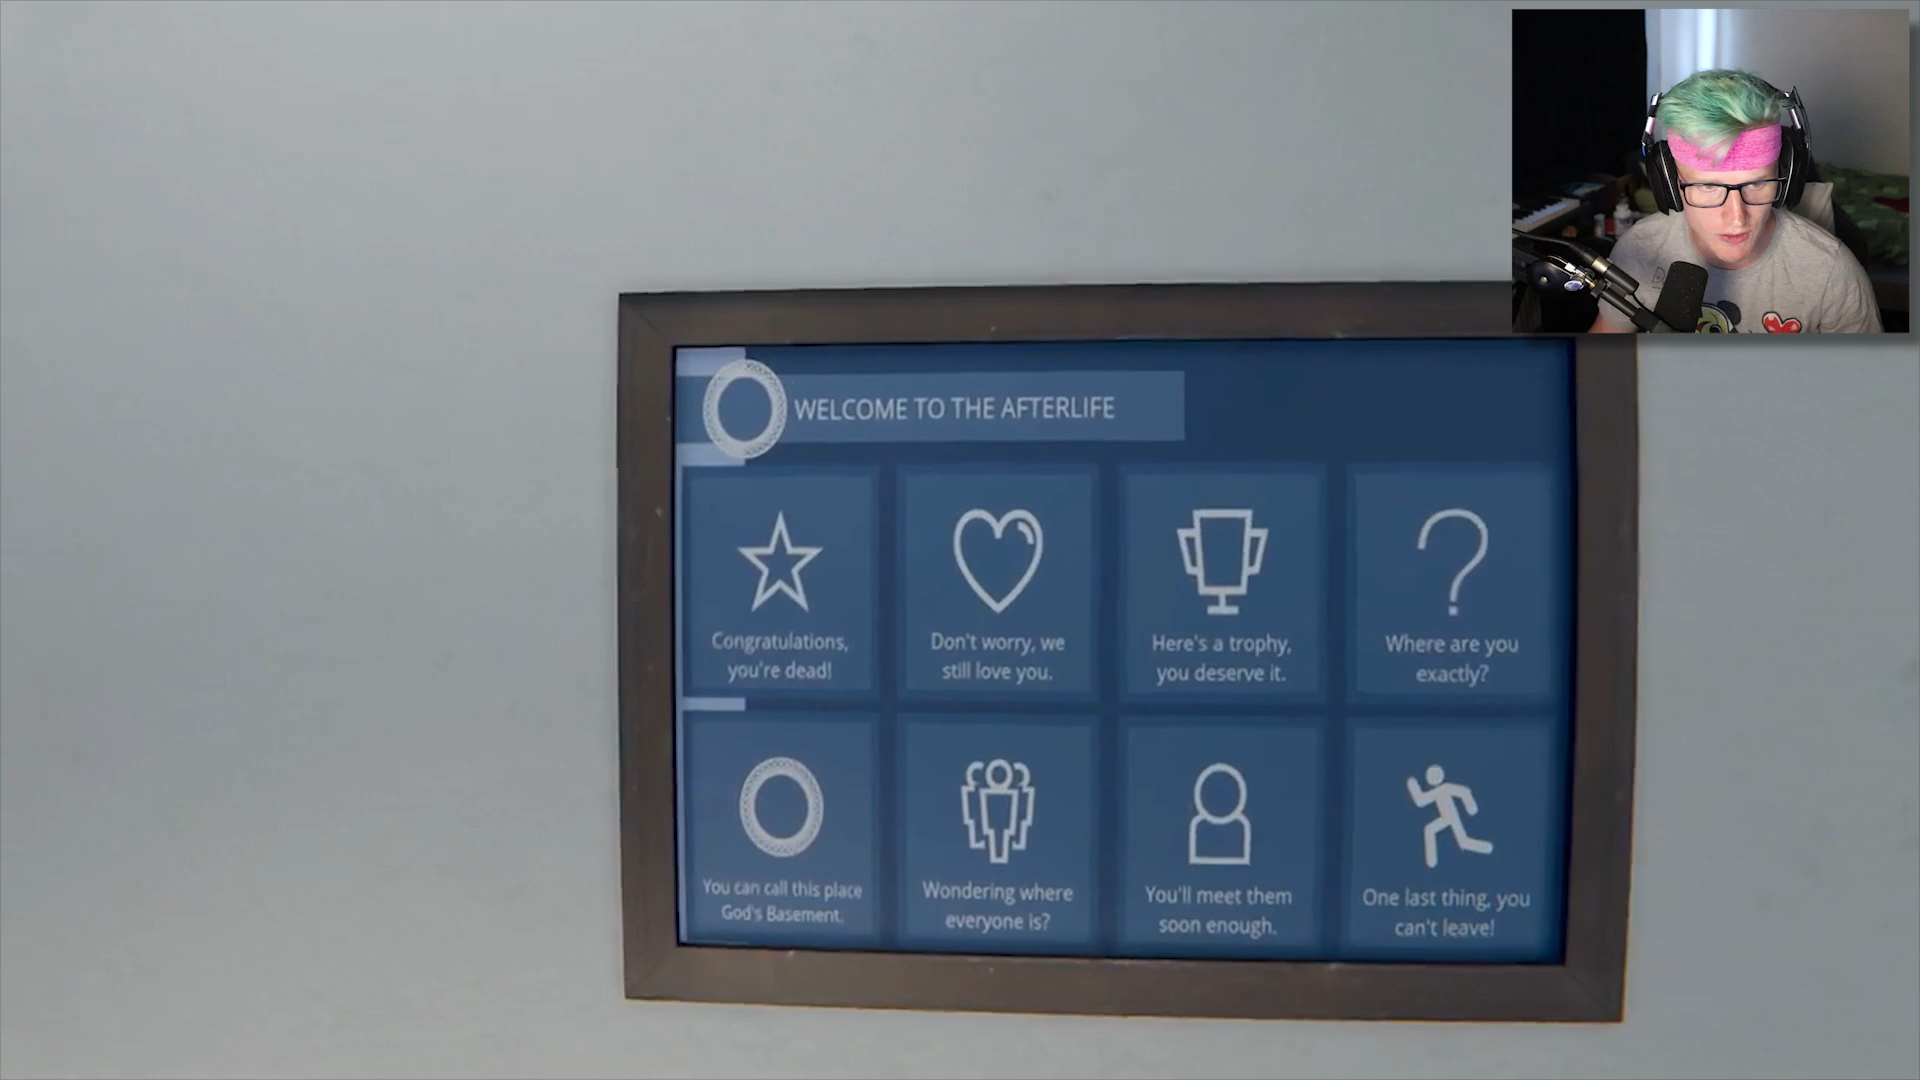 WELCOME TO THE AFTERLIFE
Congratulations,
you're dead!
Don't worry, we
still love you.
Here's a trophy,
you deserve it.
Where are you
exactly?
You can call this place
God's Basement.
Wondering where
everyone is?
You'll meet them
soon enough.
One last thing, you
can't leave!